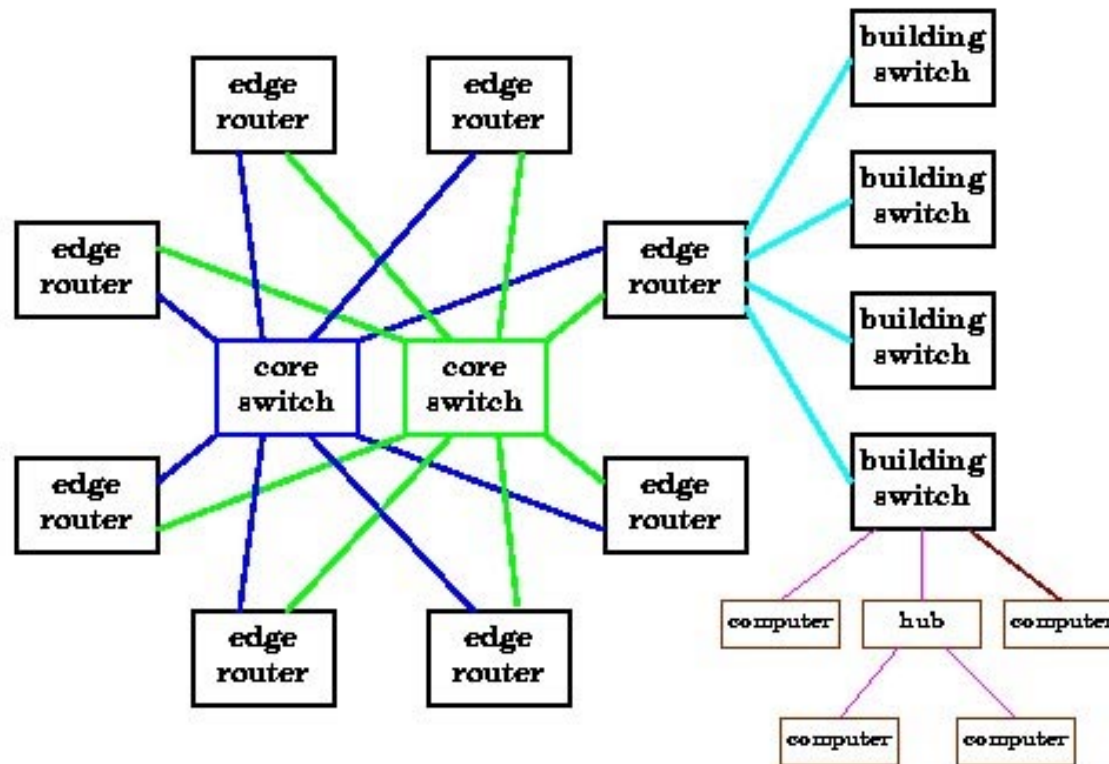 edge
router
edge
router
building
switch
building
switch
edge
router
edge
router
building
switch
core
switch
core
switch
edge
router
edge
router
building
switch
edge
router
edge
router
computer
hub
computer
computer
computer